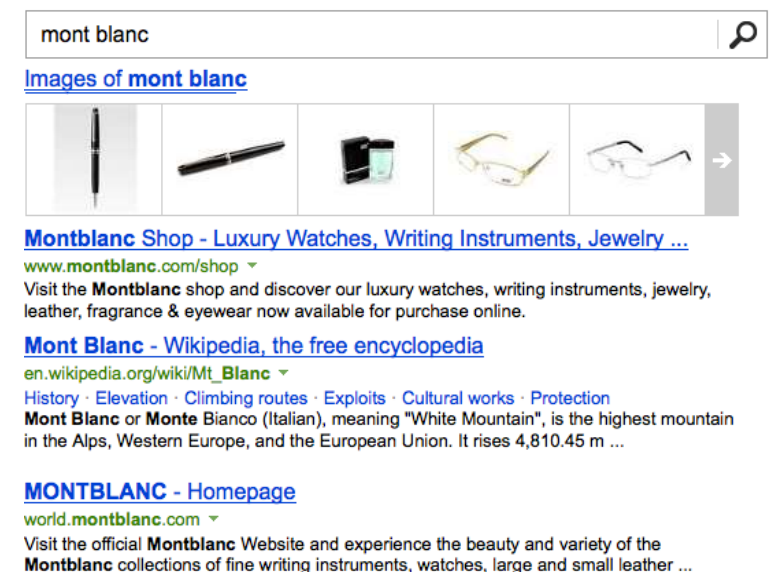 mont blanc
Images of mont blanc
Montblanc Shop - Luxury Watches, Writing Instruments, Jewelry ...
www.montblanc.com/shop
Visit the Montblanc shop and discover our luxury watches, writing instruments, jewelry,
leather, fragrance & eyewear now available for purchase online.
Mont Blanc - Wikipedia, the free encyclopedia
en.wikipedia.org/wiki/Mt_Blanc
History · Elevation · Climbing routes · Exploits · Cultural works · Protection
Mont Blanc or Monte Bianco (Italian), meaning "White Mountain", is the highest mountain
in the Alps, Western Europe, and the European Union. It rises 4,810.45 m ...
MONTBLANC - Homepage
world.montblanc.com
Visit the official Montblanc Website and experience the beauty and variety of the
Montblanc collections of fine writing instruments, watches, large and small leather ...